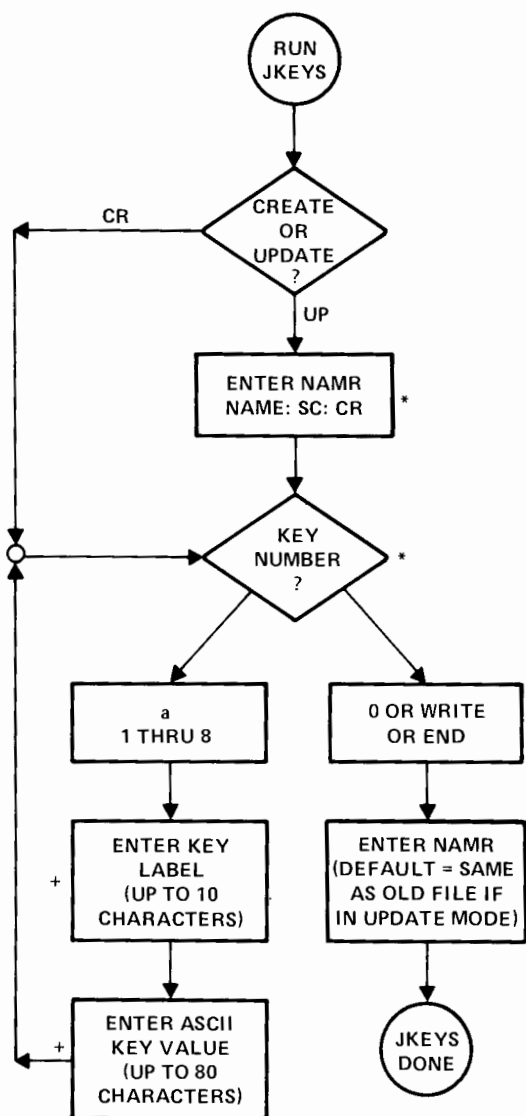 RUN
JKEYS
CREATE
OR
UPDATE
?
CR
UP
ENTER NAMR
NAME: SC: CR
*
KEY
NUMBER
?
*
a
1 THRU 8
0 OR WRITE
OR END
ENTER KEY
LABEL
(UP TO 10
CHARACTERS)
+
ENTER NAMR
(DEFAULT = SAME
AS OLD FILE IF
IN UPDATE MODE)
ENTER ASCII
KEY VALUE
(UP TO 80
CHARACTERS)
+
JKEYS
DONE